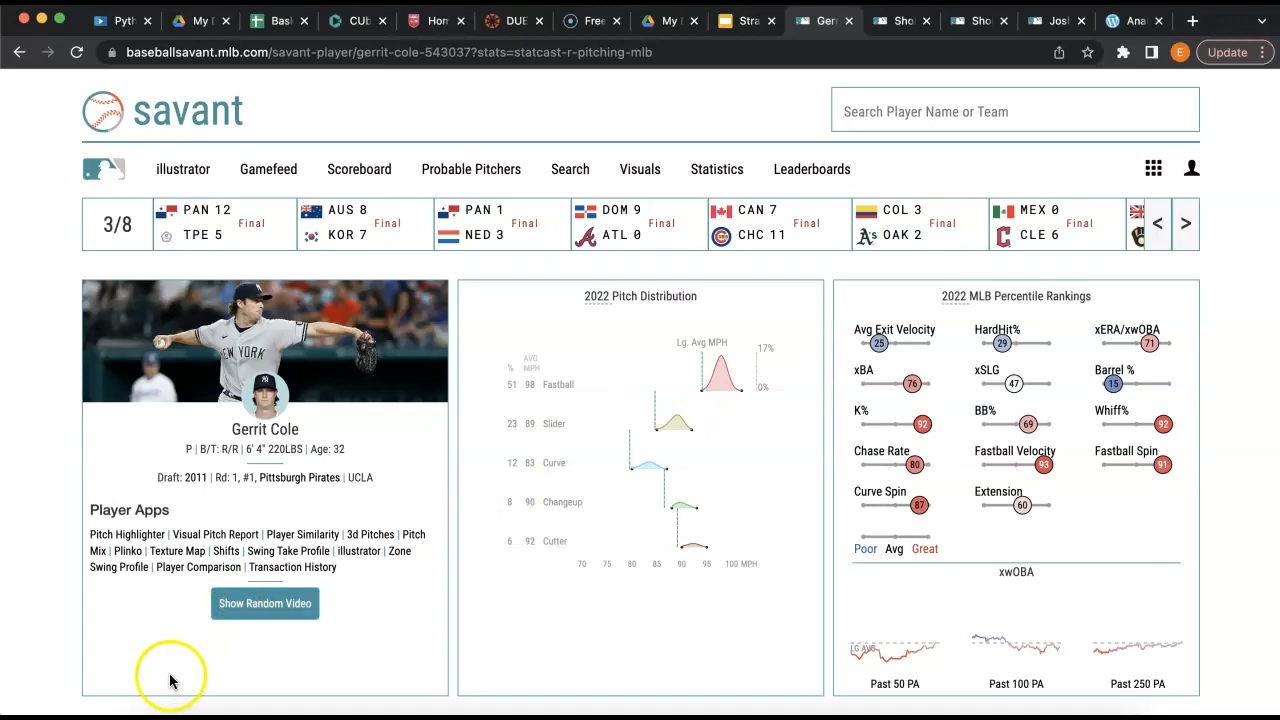 Pyth
My I
Bask
CUb
Hom
DUB
Free
My I
Stra
Gerr
Sho
Sho
Josh
Ana
baseballsavant.mlb.com/savant-player/gerrit-cole-543037?stats=statcast-r-pitching-mlb
E
Update
savant
Search Player Name or Team
illustrator Gamefeed Scoreboard Probable Pitchers Search Visuals Statistics Leaderboards
3/8
PAN 12
TPE 5
Final
AUS 8
KOR 7
Final
PAN 1
NED 3
Final
DOM 9
ATL 0
Final
CAN 7
CHC 11
Final
COL 3
OAK 2
Final
MEX 0
CLE 6
Final
< >
NEW YORK
Gerrit Cole
P | B/T: R/R | 6' 4" 220LBS | Age: 32
Draft: 2011 | Rd: 1, #1, Pittsburgh Pirates | UCLA
Player Apps
Pitch Highlighter | Visual Pitch Report | Player Similarity | 3d Pitches | Pitch
Mix | Plinko | Texture Map | Shifts | Swing Take Profile | illustrator | Zone
Swing Profile | Player Comparison | Transaction History
Show Random Video
2022 Pitch Distribution
Lg. Avg MPH
17%
0%
% AVG MPH
51 98 Fastball
23 89 Slider
12 83 Curve
8 90 Changeup
6 92 Cutter
70 75 80 85 90 95 100 MPH
2022 MLB Percentile Rankings
Avg Exit Velocity
25
HardHit%
29
xERA/xwOBA
71
xBA
76
xSLG
47
Barrel %
15
K%
92
BB%
69
Whiff%
92
Chase Rate
80
Fastball Velocity
93
Fastball Spin
91
Curve Spin
87
Extension
60
Poor Avg Great
xwOBA
LG AVG
Past 50 PA
Past 100 PA
Past 250 PA